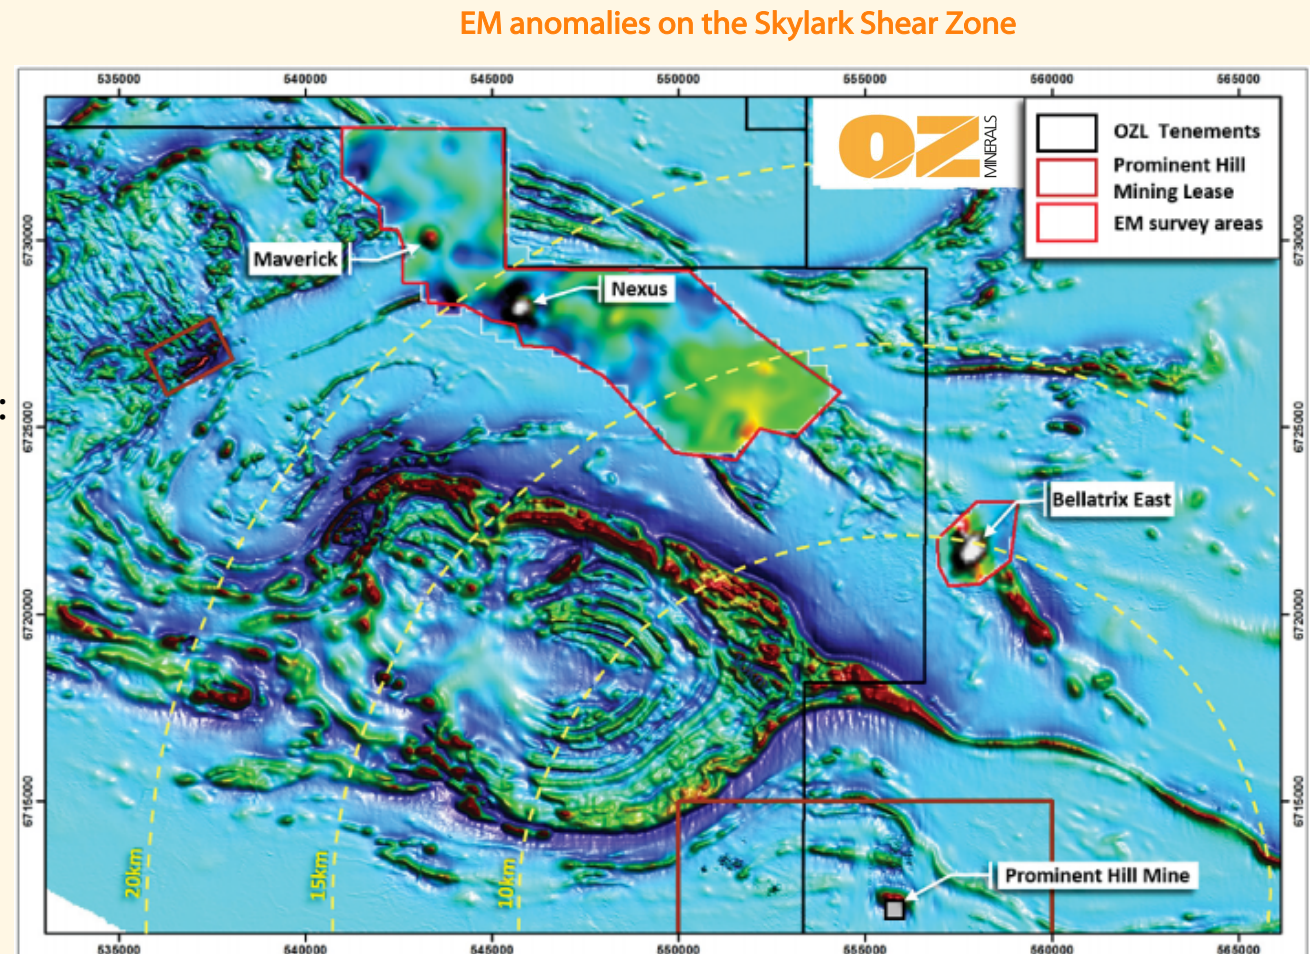 EM anomalies on the Skylark Shear Zone
535000 540000 545000 550000 555000 560000 565000
OZ MINERALS
OZL Tenements
Prominent Hill
Mining Lease
EM survey areas
6730000 6730000
Maverick
Nexus
:
6725000 6725000
Bellatrix East
6720000 6720000
6715000 6715000
20km 15km 10km
Prominent Hill Mine
535000 540000 545000 550000 555000 560000 565000